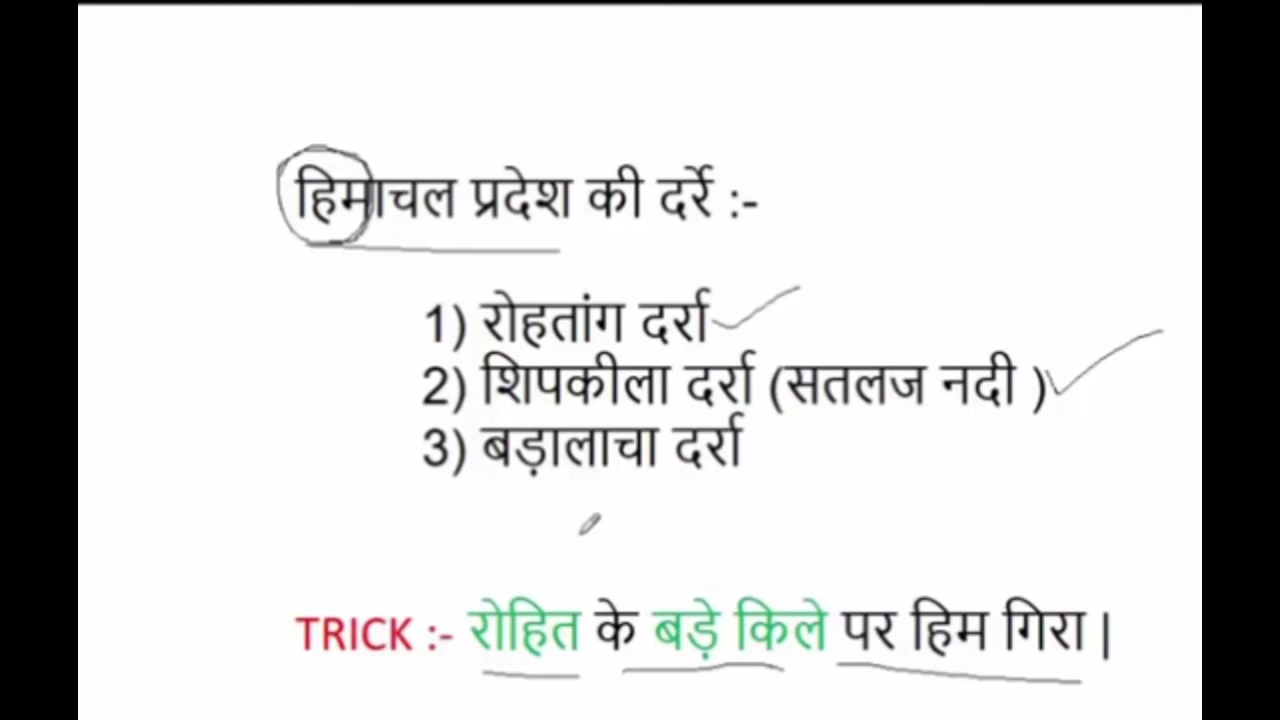 हिमाचल प्रदेश की दर्रे :-
1) रोहतांग दर्रा
2) शिपकीला दर्रा (सतलज नदी )
3) बड़ालाचा दर्रा
TRICK :- रोहित के बड़े किले पर हिम गिरा |